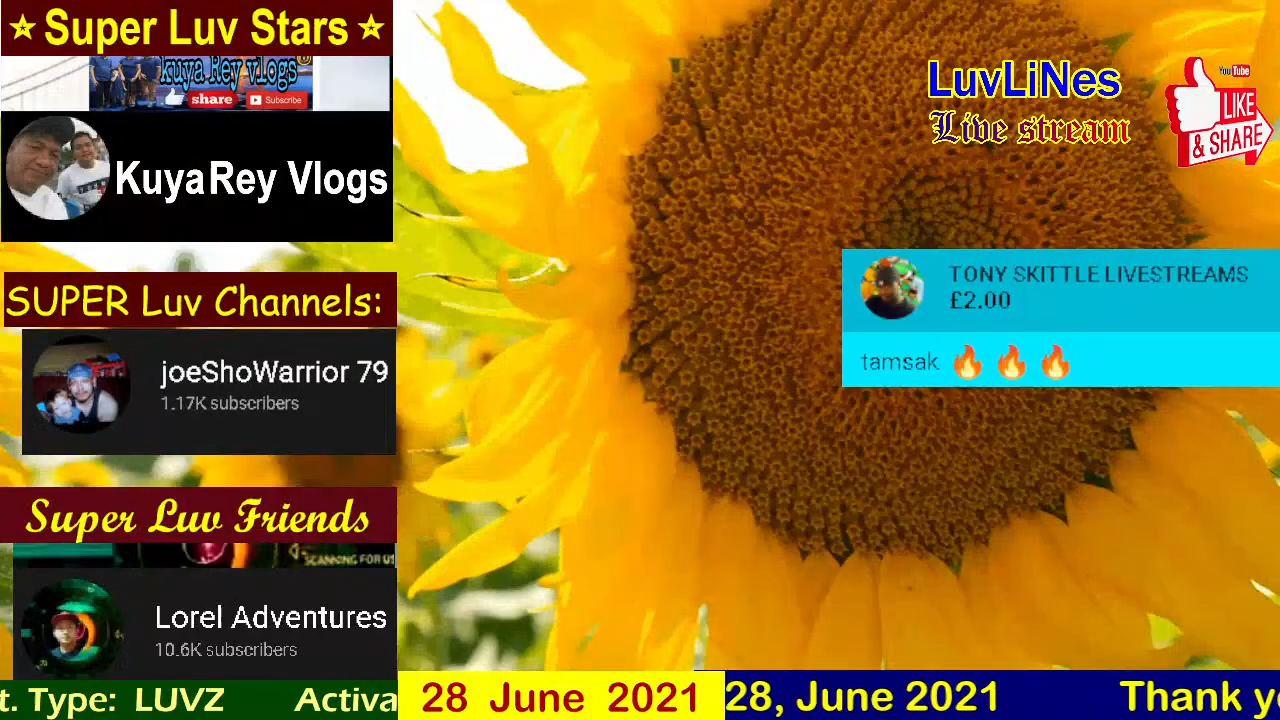 ☆ Super Luv Stars ☆
kuya Rey vlogs
share Subscribe
KuyaRey Vlogs
SUPER Luv Channels:
joeShoWarrior 79
1.17K subscribers
Super Luv Friends
SCANNING FOR
Lorel Adventures
10.6K subscribers
LuvLiNes
Live stream
YouTube
LIKE
& SHARE
TONY SKITTLE LIVESTREAMS
£2.00
tamsak 🔥 🔥 🔥
t. Type: LUVZ Activa
28 June 2021
28, June 2021 Thank y